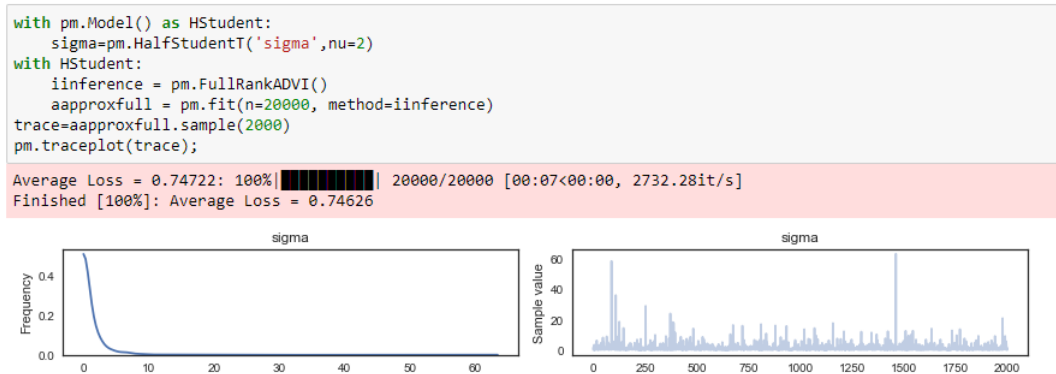 with pm.Model() as HStudent:
    sigma=pm.HalfStudentT('sigma',nu=2)
with HStudent:
    iinference = pm.FullRankADVI()
    aapproxfull = pm.fit(n=20000, method=iinference)
trace=aapproxfull.sample(2000)
pm.traceplot(trace);
Average Loss = 0.74722: 100%|██████████| 20000/20000 [00:07<00:00, 2732.28it/s]
Finished [100%]: Average Loss = 0.74626
sigma
Frequency
0.4
0.2
0.0
0 10 20 30 40 50 60
sigma
Sample value
60
40
20
0
0 250 500 750 1000 1250 1500 1750 2000